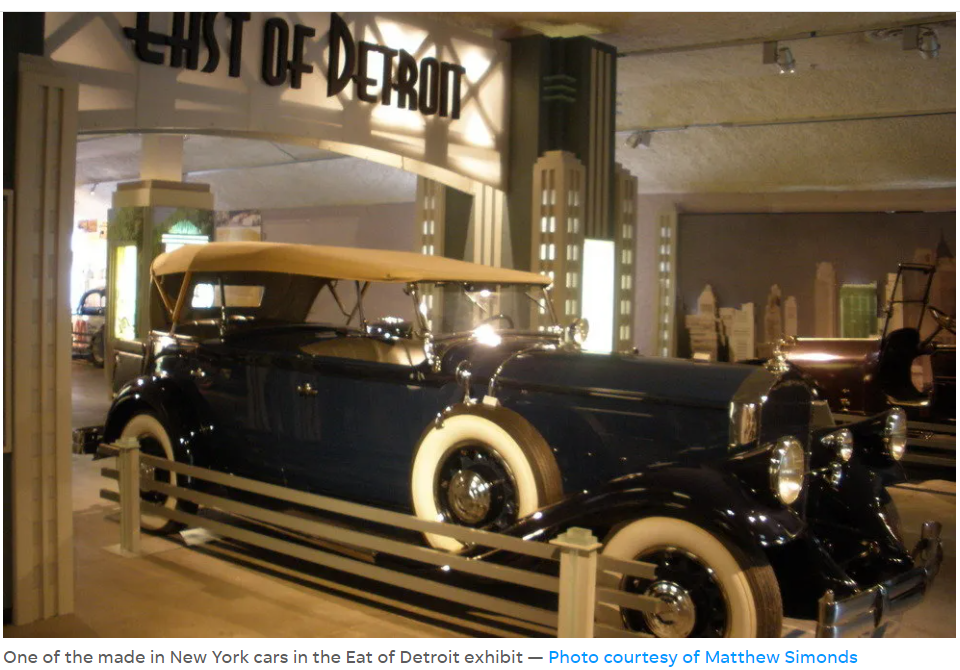 EAST OF DETROIT
One of the made in New York cars in the Eat of Detroit exhibit — Photo courtesy of Matthew Simonds